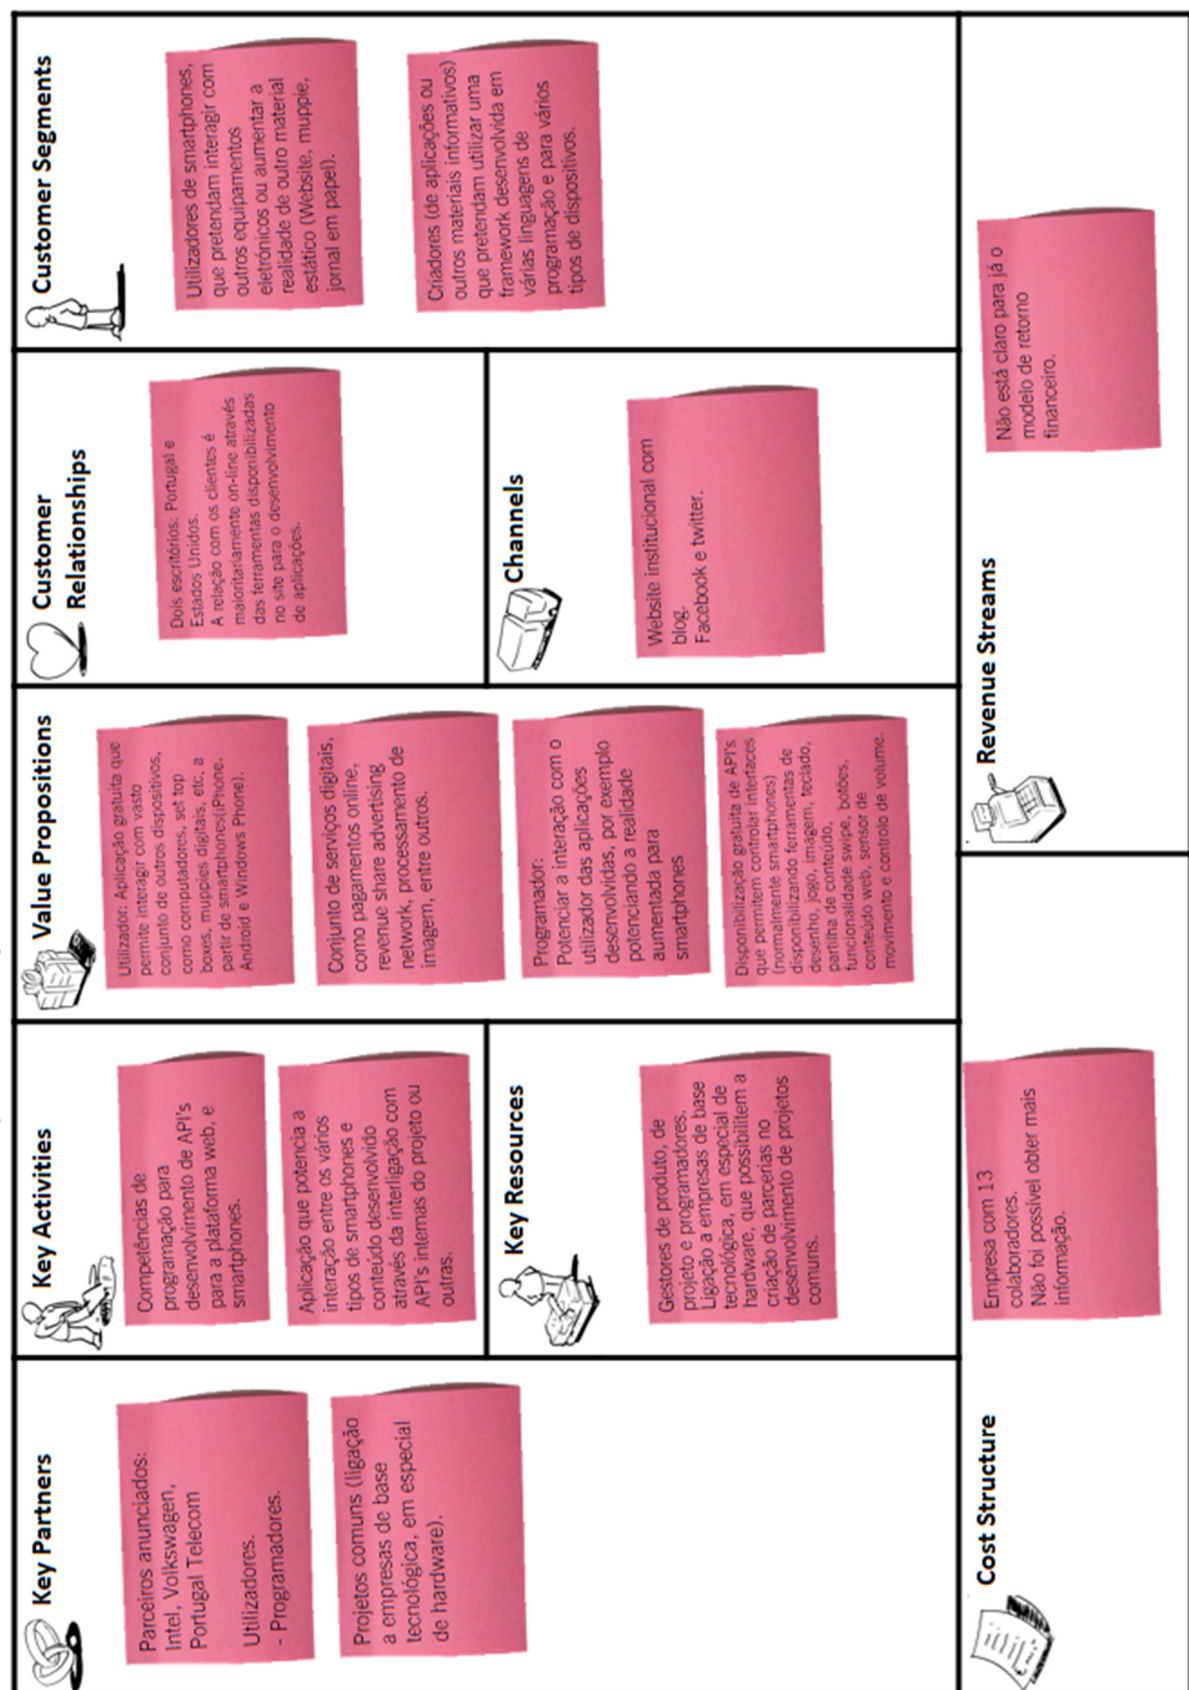 Key Partners
Parceiros anunciados:
Intel, Volkswagen,
Portugal Telecom
Utilizadores.
- Programadores.
Projetos comuns (ligação
a empresas de base
tecnológica, em especial
de hardware).
Key Activities
Competências de
programação para
desenvolvimento de API's
para a plataforma web, e
smartphones.
Aplicação que potencia a
interação entre os vários
tipos de smartphones e
conteúdo desenvolvido
através da interligação com
API's internas do projeto ou
outras.
Key Resources
Gestores de produto, de
projeto e programadores.
Ligação a empresas de base
tecnológica, em especial de
hardware, que possibilitem a
criação de parcerias no
desenvolvimento de projetos
comuns.
Value Propositions
Utilizador: Aplicação gratuita que
permite interagir com vasto
conjunto de outros dispositivos,
como computadores, set top
boxes, muppies digitais, etc, a
partir de smartphones(iPhone,
Android e Windows Phone).
Conjunto de serviços digitais,
como pagamentos online,
revenue share advertising
network, processamento de
imagem, entre outros.
Programador:
Potenciar a interação com o
utilizador das aplicações
desenvolvidas, por exemplo
potenciando a realidade
aumentada para
smartphones
Disponibilização gratuita de API's
que permitem controlar interfaces
(normalmente smartphones)
disponibilizando ferramentas de
desenho, jogo, imagem, teclado,
partilha de conteúdo,
funcionalidade swipe, botões,
conteúdo web, sensor de
movimento e controlo de volume.
Customer
Relationships
Dois escritórios: Portugal e
Estados Unidos.
A relação com os clientes é
maioritariamente on-line através
das ferramentas disponibilizadas
no site para o desenvolvimento
de aplicações.
Channels
Website institucional com
blog.
Facebook e twitter.
Customer Segments
Utilizadores de smartphones,
que pretendam interagir com
outros equipamentos
eletrónicos ou aumentar a
realidade de outro material
estático (Website, muppie,
jornal em papel).
Criadores (de aplicações ou
outros materiais informativos)
que pretendam utilizar uma
framework desenvolvida em
várias linguagens de
programação e para vários
tipos de dispositivos.
Cost Structure
Empresa com 13
colaboradores.
Não foi possível obter mais
informação.
Revenue Streams
Não está claro para já o
modelo de retorno
financeiro.